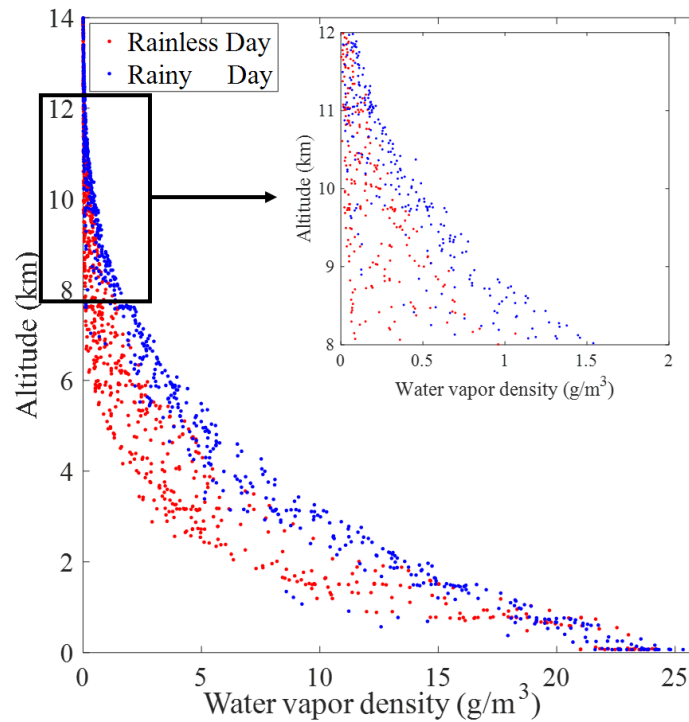 14
12
10
8
6
4
2
0
Altitude (km)
0 5 10 15 20 25
Water vapor density (g/m³)
Rainless Day
Rainy Day
12
11
10
9
8
Altitude (km)
0 0.5 1 1.5 2
Water vapor density (g/m³)